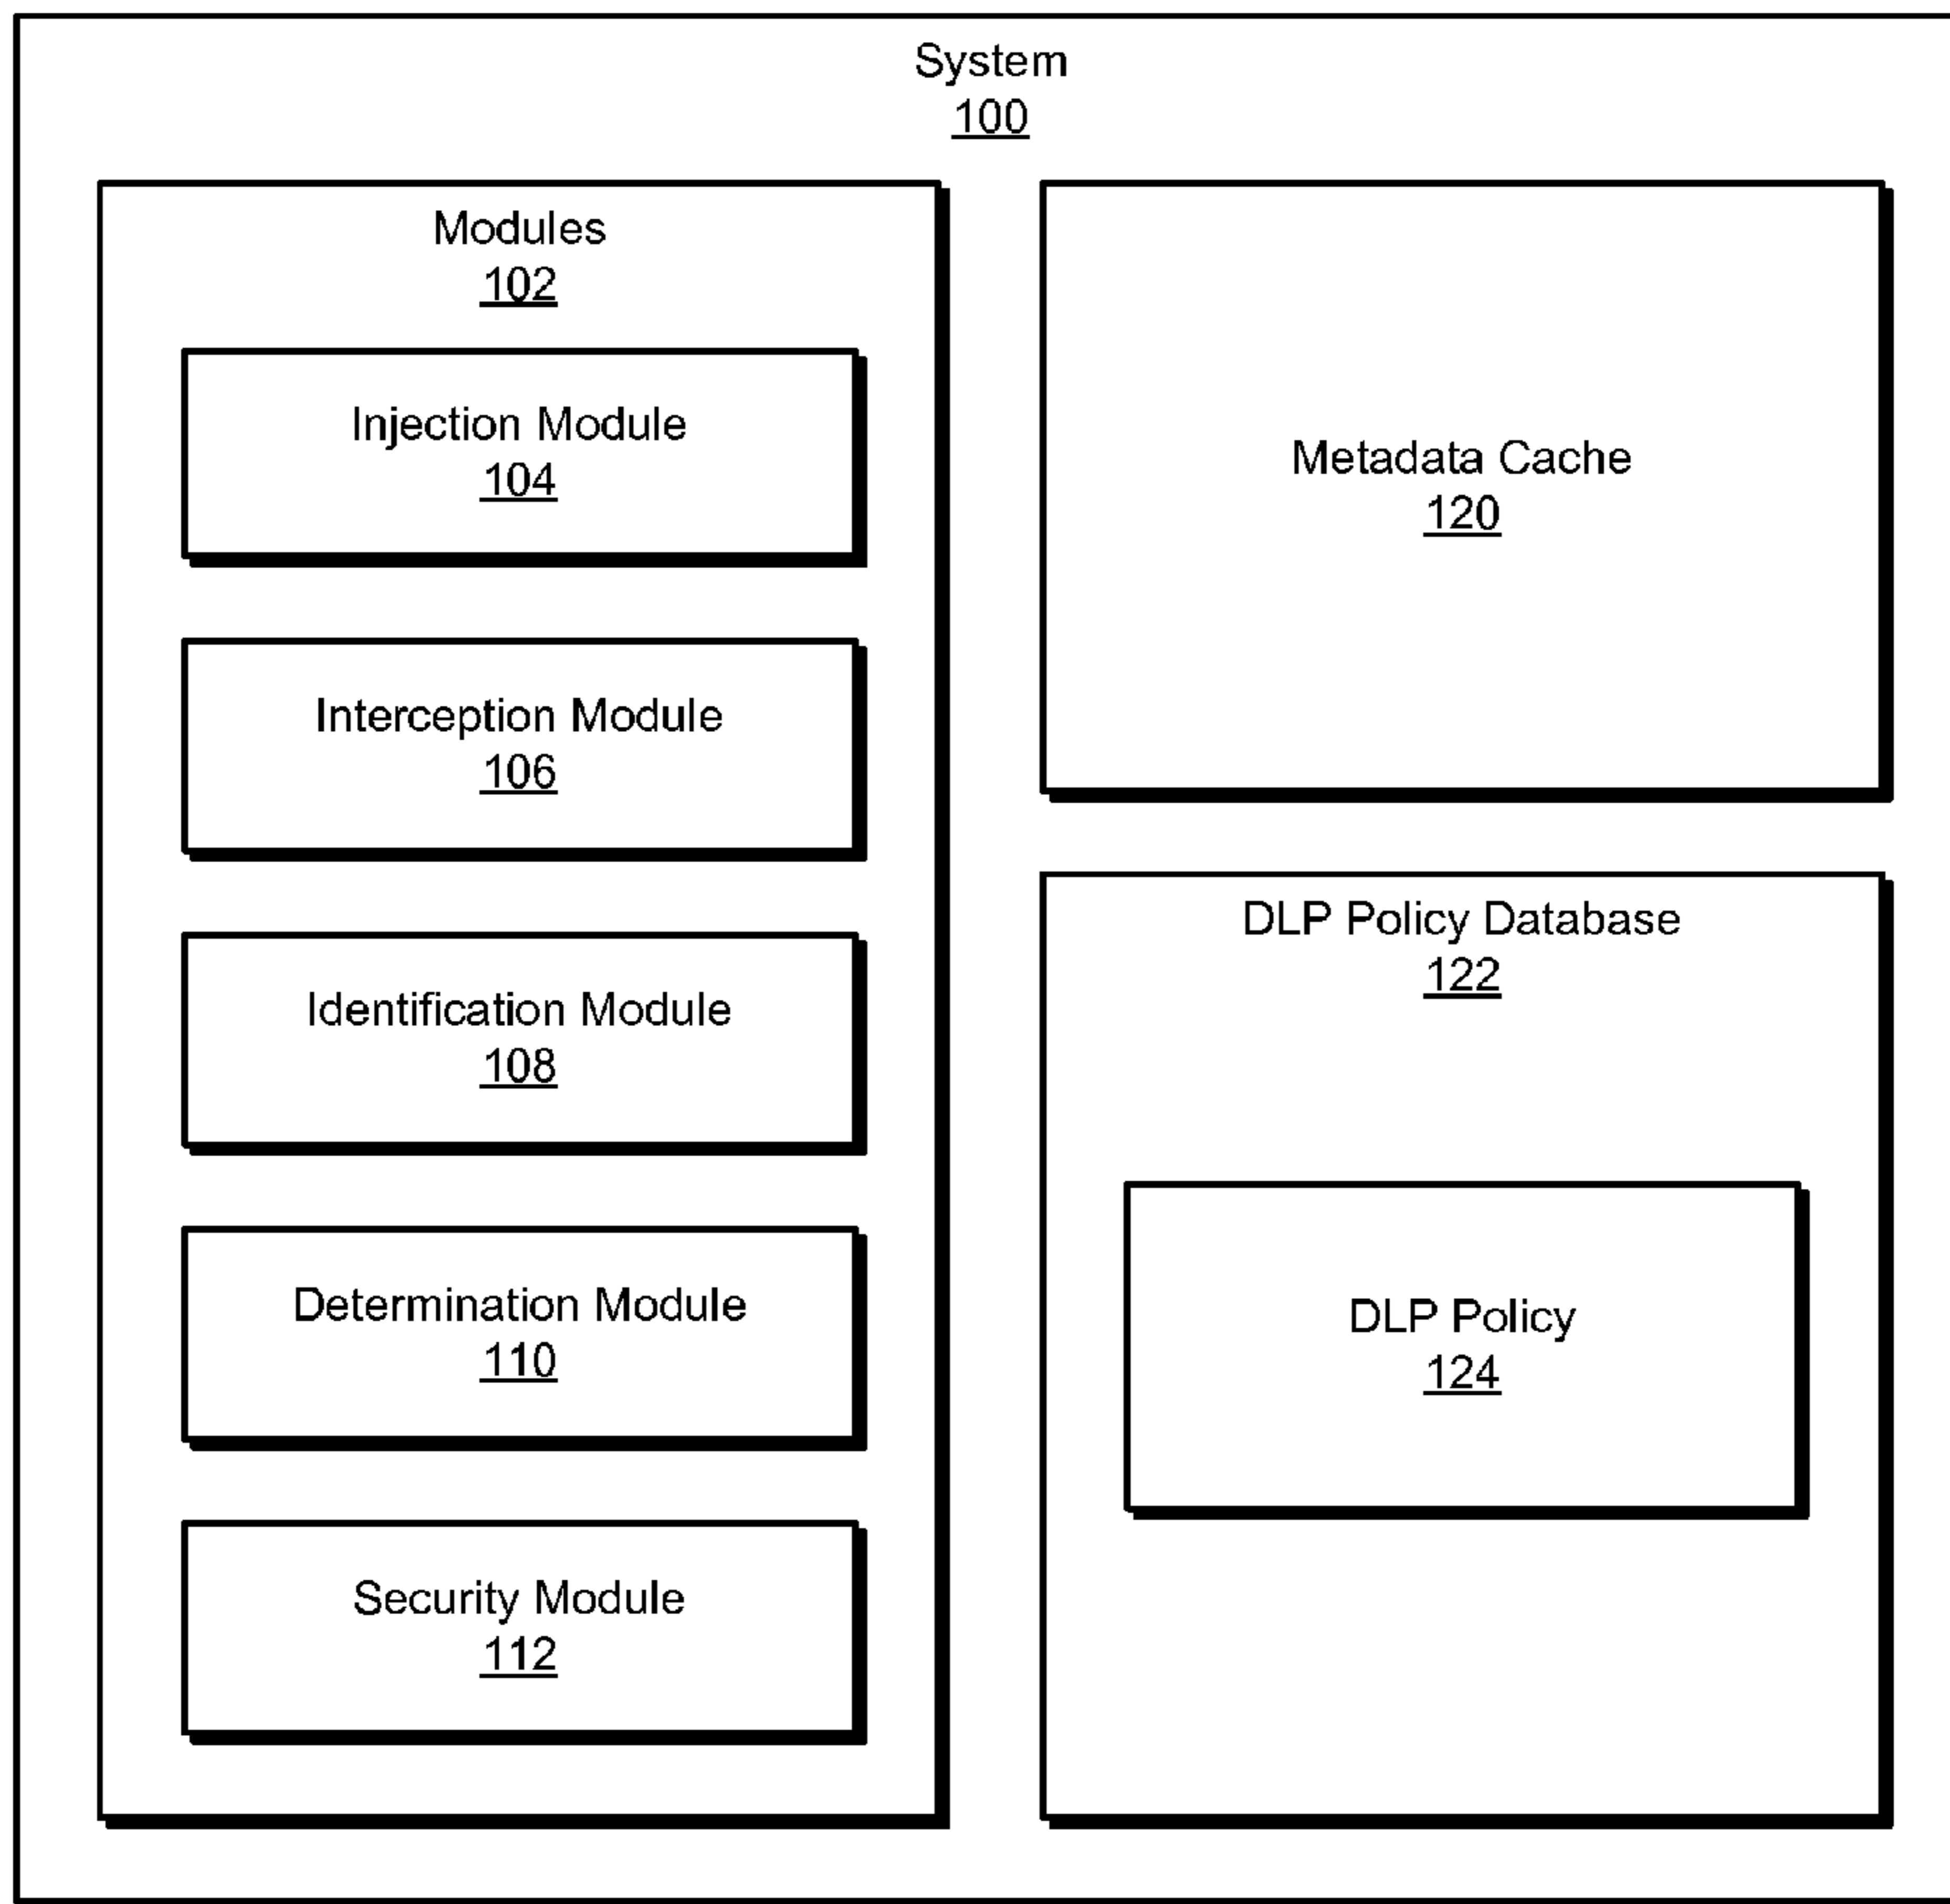 System
100
Modules
102
Injection Module
104
Interception Module
106
Identification Module
108
Determination Module
110
Security Module
112
Metadata Cache
120
DLP Policy Database
122
DLP Policy
124